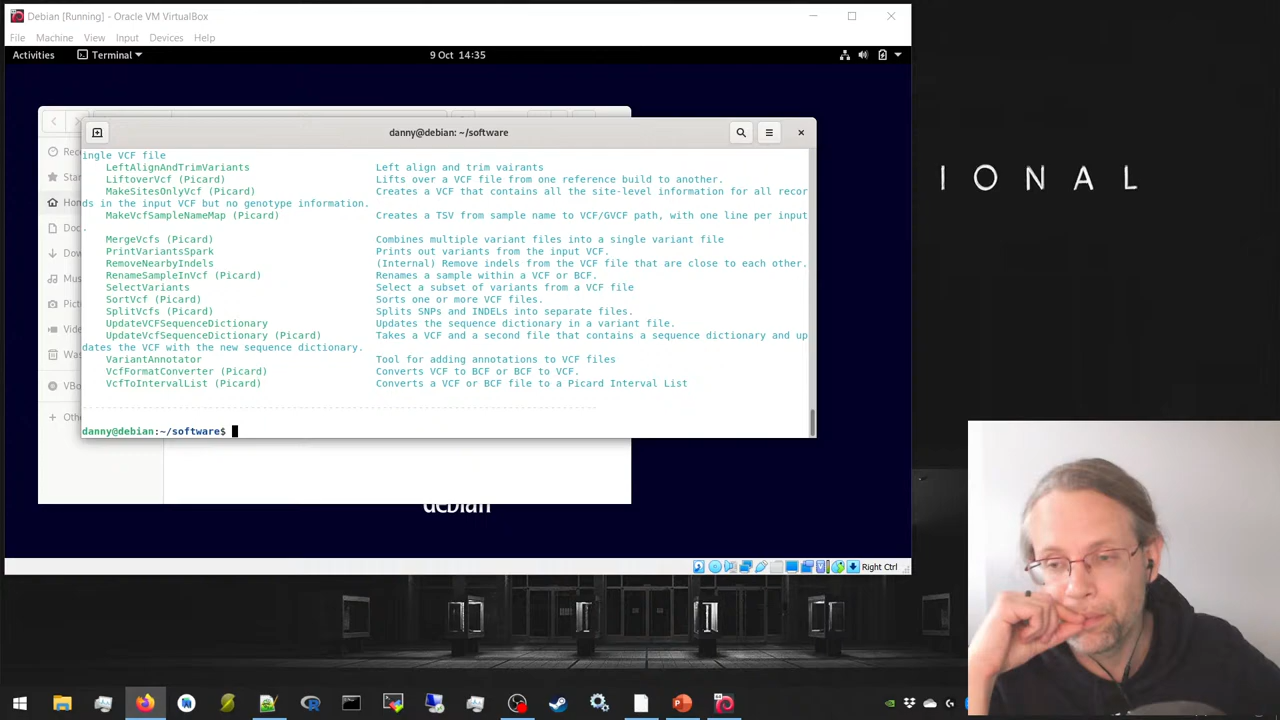 Debian [Running] - Oracle VM VirtualBox
File Machine View Input Devices Help
Activities Terminal 9 Oct 14:35
danny@debian: ~/software
ingle VCF file
LeftAlignAndTrimVariants Left align and trim vairants
LiftoverVcf (Picard) Lifts over a VCF file from one reference build to another.
MakeSitesOnlyVcf (Picard) Creates a VCF that contains all the site-level information for all recor
ds in the input VCF but no genotype information.
MakeVcfSampleNameMap (Picard) Creates a TSV from sample name to VCF/GVCF path, with one line per input
.
MergeVcfs (Picard) Combines multiple variant files into a single variant file
PrintVariantsSpark Prints out variants from the input VCF.
RemoveNearbyIndels (Internal) Remove indels from the VCF file that are close to each other.
RenameSampleInVcf (Picard) Renames a sample within a VCF or BCF.
SelectVariants Select a subset of variants from a VCF file
SortVcf (Picard) Sorts one or more VCF files.
SplitVcfs (Picard) Splits SNPs and INDELs into separate files.
UpdateVCFSequenceDictionary Updates the sequence dictionary in a variant file.
UpdateVcfSequenceDictionary (Picard) Takes a VCF and a second file that contains a sequence dictionary and up
dates the VCF with the new sequence dictionary.
VariantAnnotator Tool for adding annotations to VCF files
VcfFormatConverter (Picard) Converts VCF to BCF or BCF to VCF.
VcfToIntervalList (Picard) Converts a VCF or BCF file to a Picard Interval List
--------------------------------------------------------------------------------------
danny@debian:~/software$
Rec
Star
Hom
Doc
Dow
Mus
Pict
Vide
Was
VBo
+ Oth
debian
Right Ctrl
I O N A L